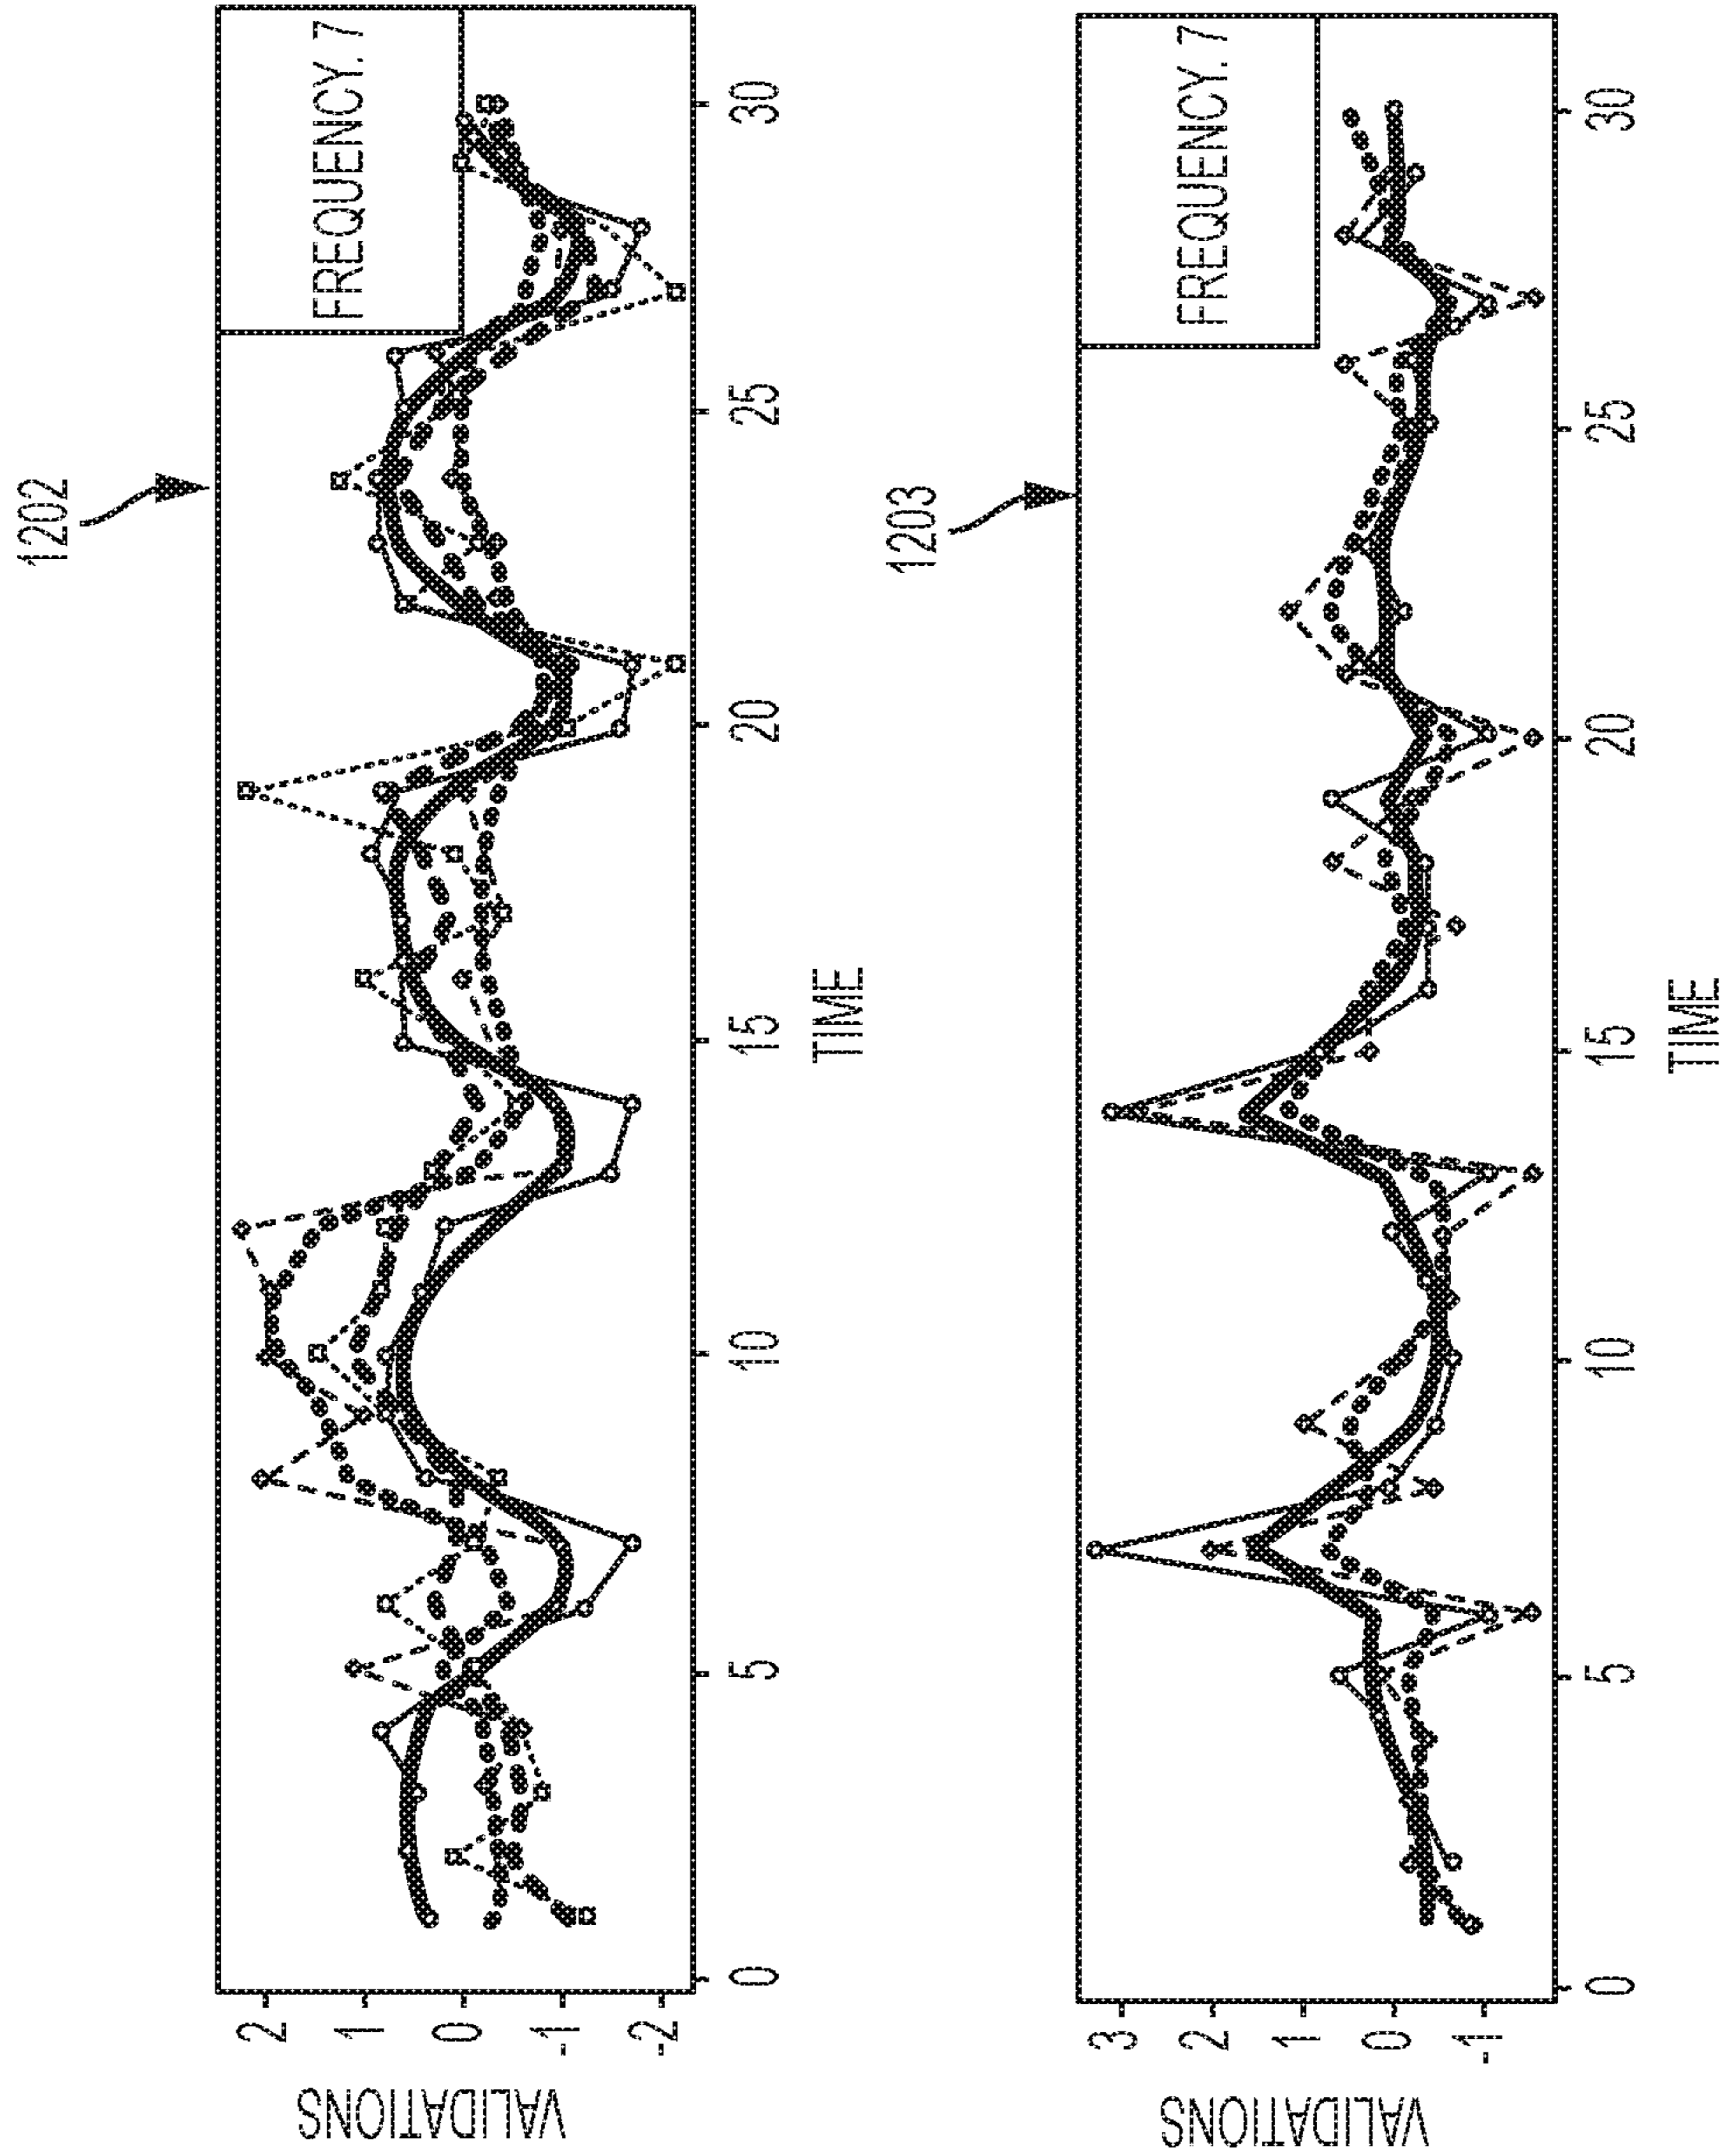 1202
FREQUENCY. 7
VALIDATIONS
2
1
0
-1
-2
0 5 10 15 20 25 30
TIME
1203
FREQUENCY. 7
VALIDATIONS
3
2
1
0
-1
0 5 10 15 20 25 30
TIME